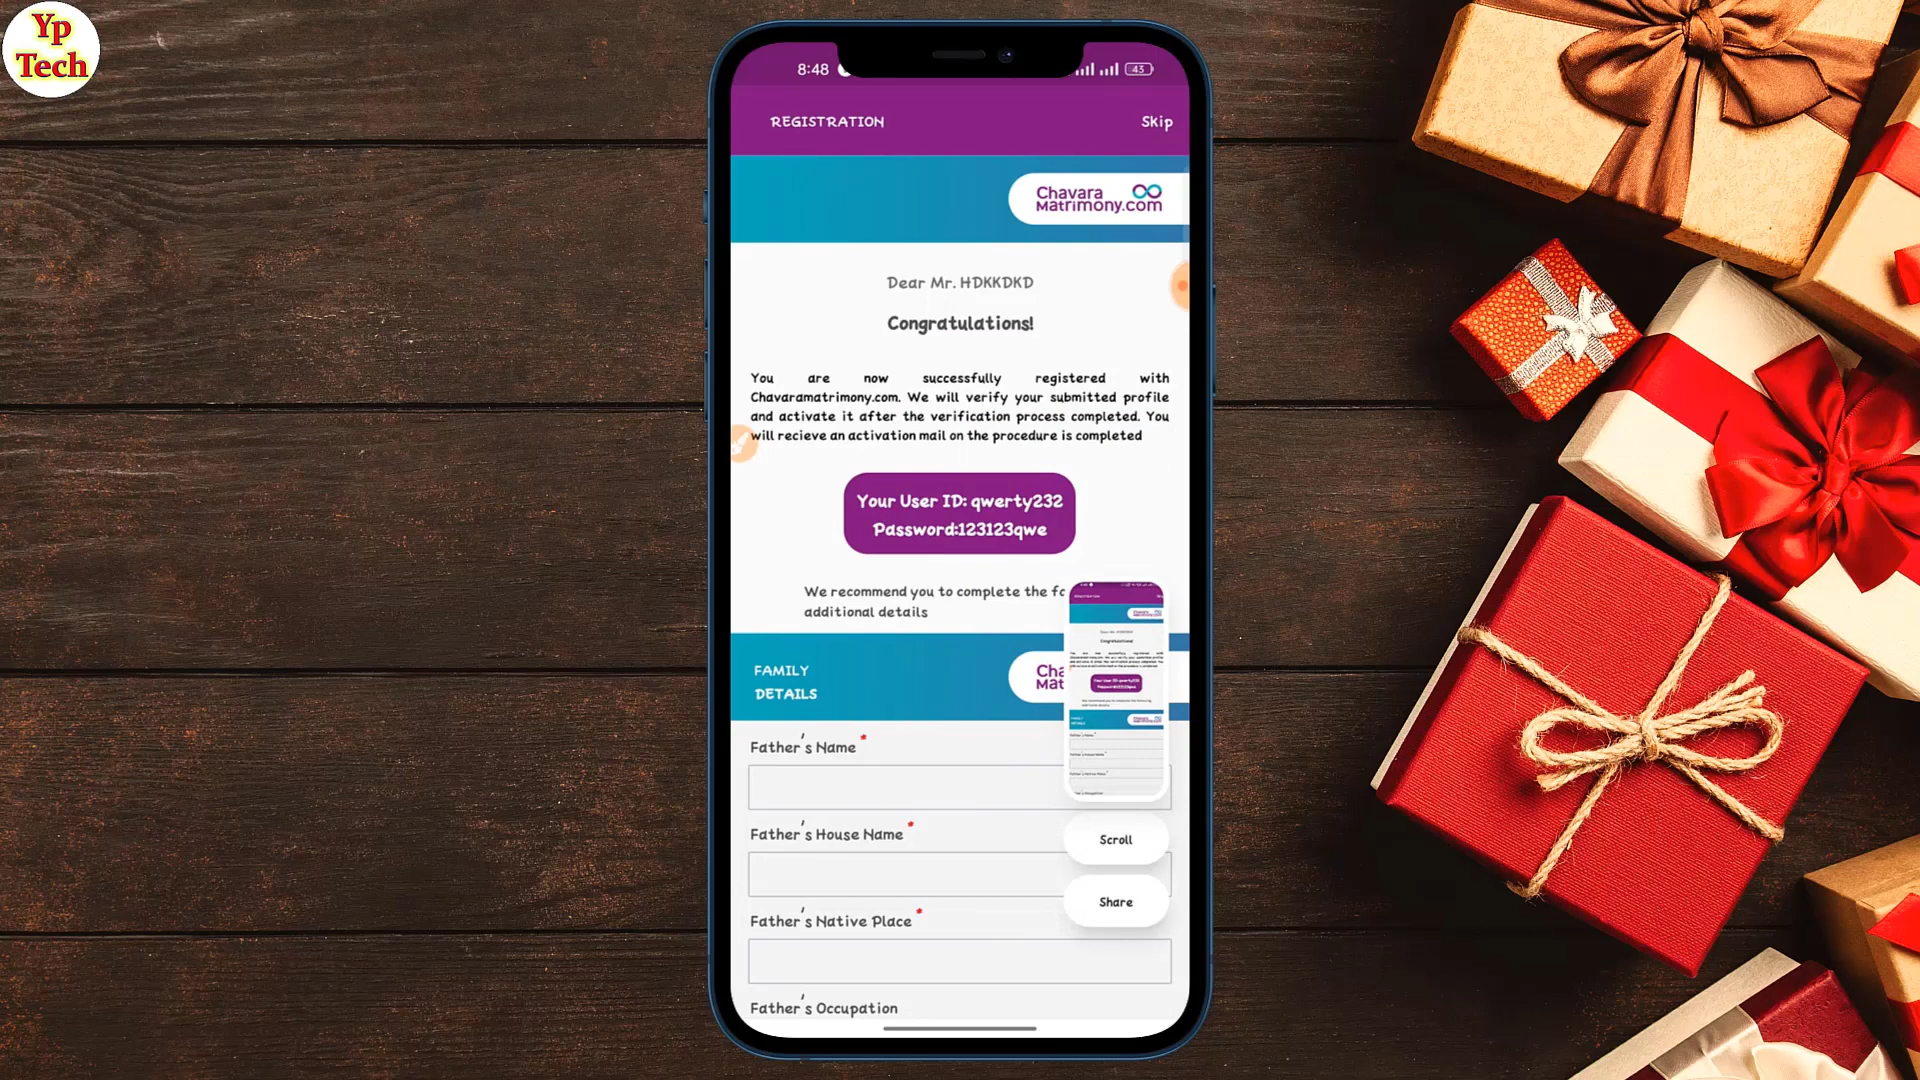 Yp
Tech
8:48
43
REGISTRATION
Skip
Chavara
Matrimony.com
Dear Mr. HDKKDKD
Congratulations!
You are now successfully registered with
Chavaramatrimony.com. We will verify your submitted profile
and activate it after the verification process completed. You
will recieve an activation mail on the procedure is completed
Your User ID: qwerty232
Password:123123qwe
We recommend you to complete the fo
additional details
FAMILY
DETAILS
Cha
Mat
Father's Name *
Father's House Name *
Father's Native Place *
Father's Occupation
Scroll
Share